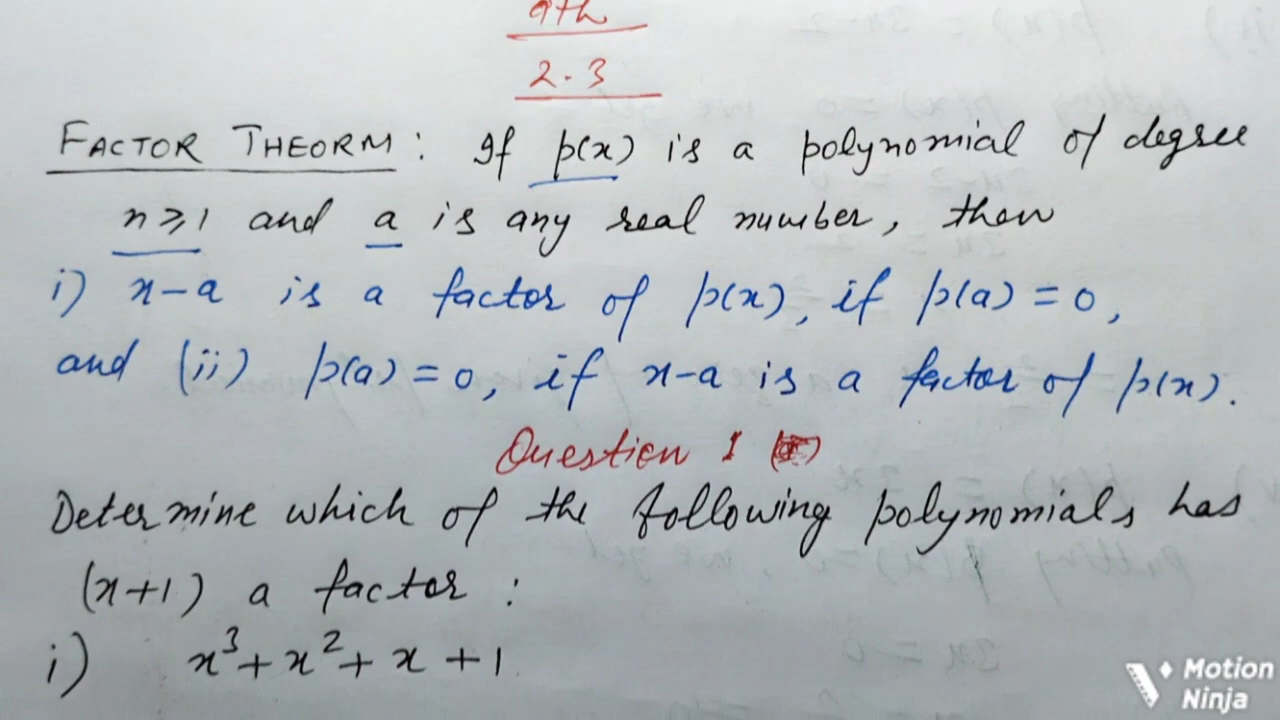 9th
2.3
FACTOR THEORM: If p(x) is a polynomial of degree
n⩾1 and a is any real number, then
i) x-a is a factor of p(x), if p(a) = 0,
and (ii) p(a) = 0, if x-a is a factor of p(x).
Question 1
Determine which of the following polynomials has
(x+1) a factor :
i) x³+x²+x+1
Motion
Ninja